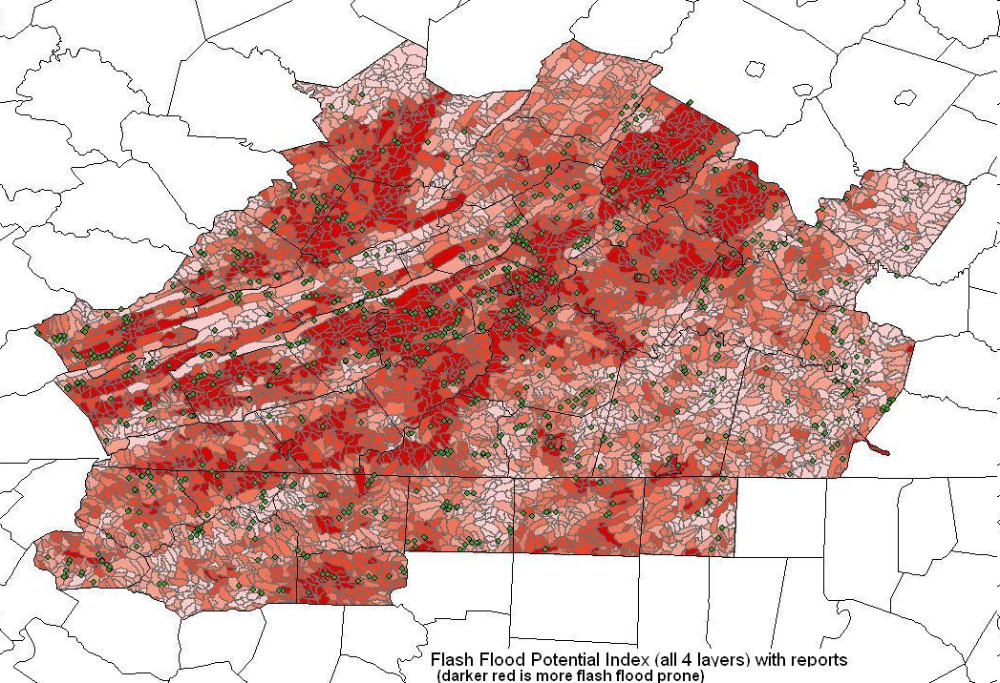 Flash Flood Potential Index (all 4 layers) with reports
(darker red is more flash flood prone)